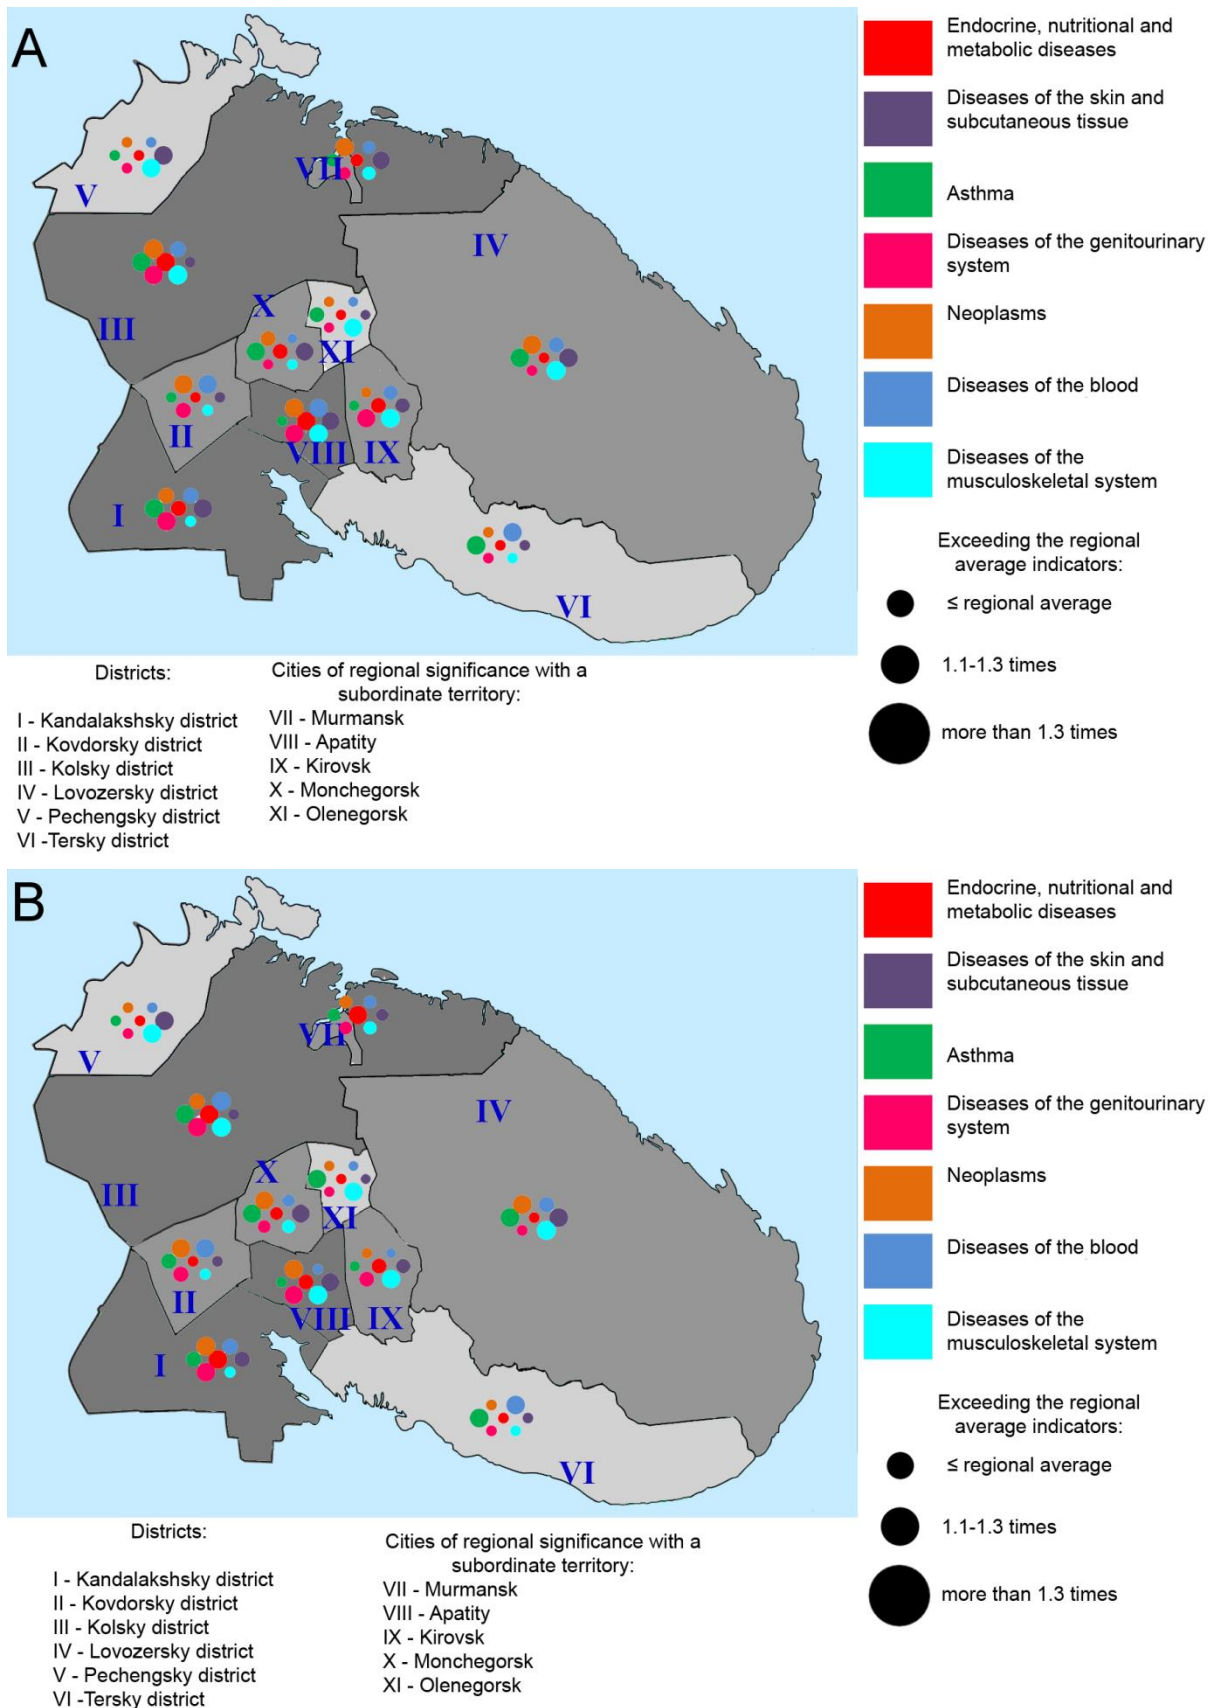 A
Endocrine, nutritional and
metabolic diseases
Diseases of the skin and
subcutaneous tissue
Asthma
Diseases of the genitourinary
system
Neoplasms
Diseases of the blood
Diseases of the
musculoskeletal system
Exceeding the regional
average indicators:
≤ regional average
1.1-1.3 times
more than 1.3 times
V
VII
IV
III
X
XI
II
VIII
IX
I
VI
Districts:
I - Kandalakshsky district
II - Kovdorsky district
III - Kolsky district
IV - Lovozersky district
V - Pechengsky district
VI -Tersky district
Cities of regional significance with a
subordinate territory:
VII - Murmansk
VIII - Apatity
IX - Kirovsk
X - Monchegorsk
XI - Olenegorsk
B
Endocrine, nutritional and
metabolic diseases
Diseases of the skin and
subcutaneous tissue
Asthma
Diseases of the genitourinary
system
Neoplasms
Diseases of the blood
Diseases of the
musculoskeletal system
Exceeding the regional
average indicators:
≤ regional average
1.1-1.3 times
more than 1.3 times
V
VII
IV
III
X
XI
II
VIII
IX
I
VI
Districts:
I - Kandalakshsky district
II - Kovdorsky district
III - Kolsky district
IV - Lovozersky district
V - Pechengsky district
VI -Tersky district
Cities of regional significance with a
subordinate territory:
VII - Murmansk
VIII - Apatity
IX - Kirovsk
X - Monchegorsk
XI - Olenegorsk